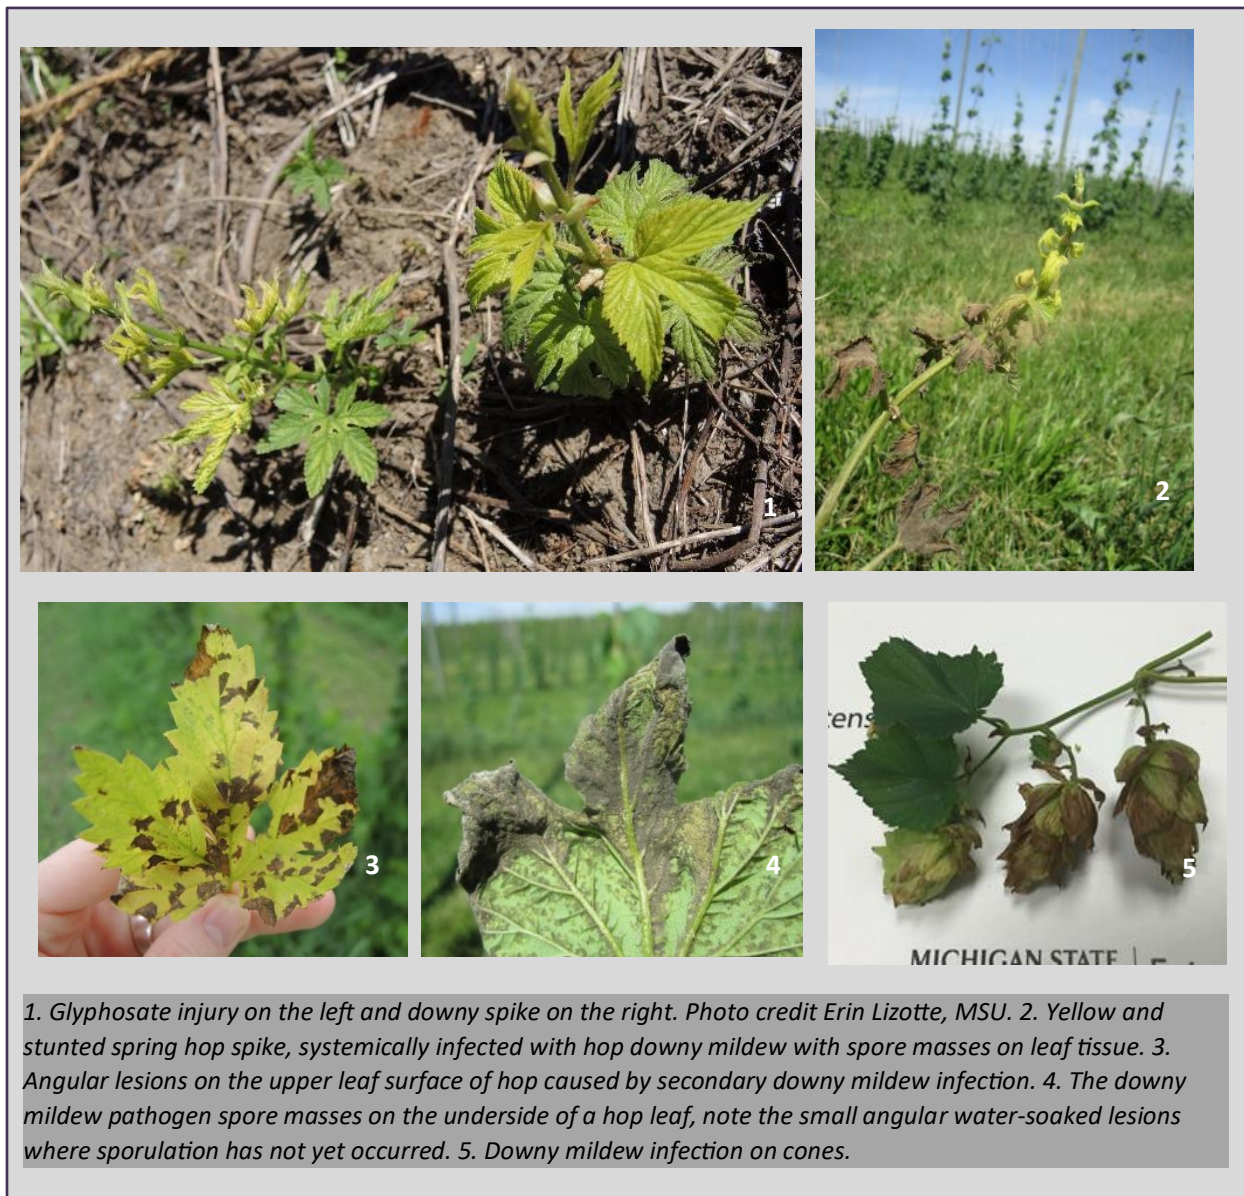 1
2
3
4
tens
5
MICHIGAN STATE
1. Glyphosate injury on the left and downy spike on the right. Photo credit Erin Lizotte, MSU. 2. Yellow and
stunted spring hop spike, systemically infected with hop downy mildew with spore masses on leaf tissue. 3.
Angular lesions on the upper leaf surface of hop caused by secondary downy mildew infection. 4. The downy
mildew pathogen spore masses on the underside of a hop leaf, note the small angular water-soaked lesions
where sporulation has not yet occurred. 5. Downy mildew infection on cones.